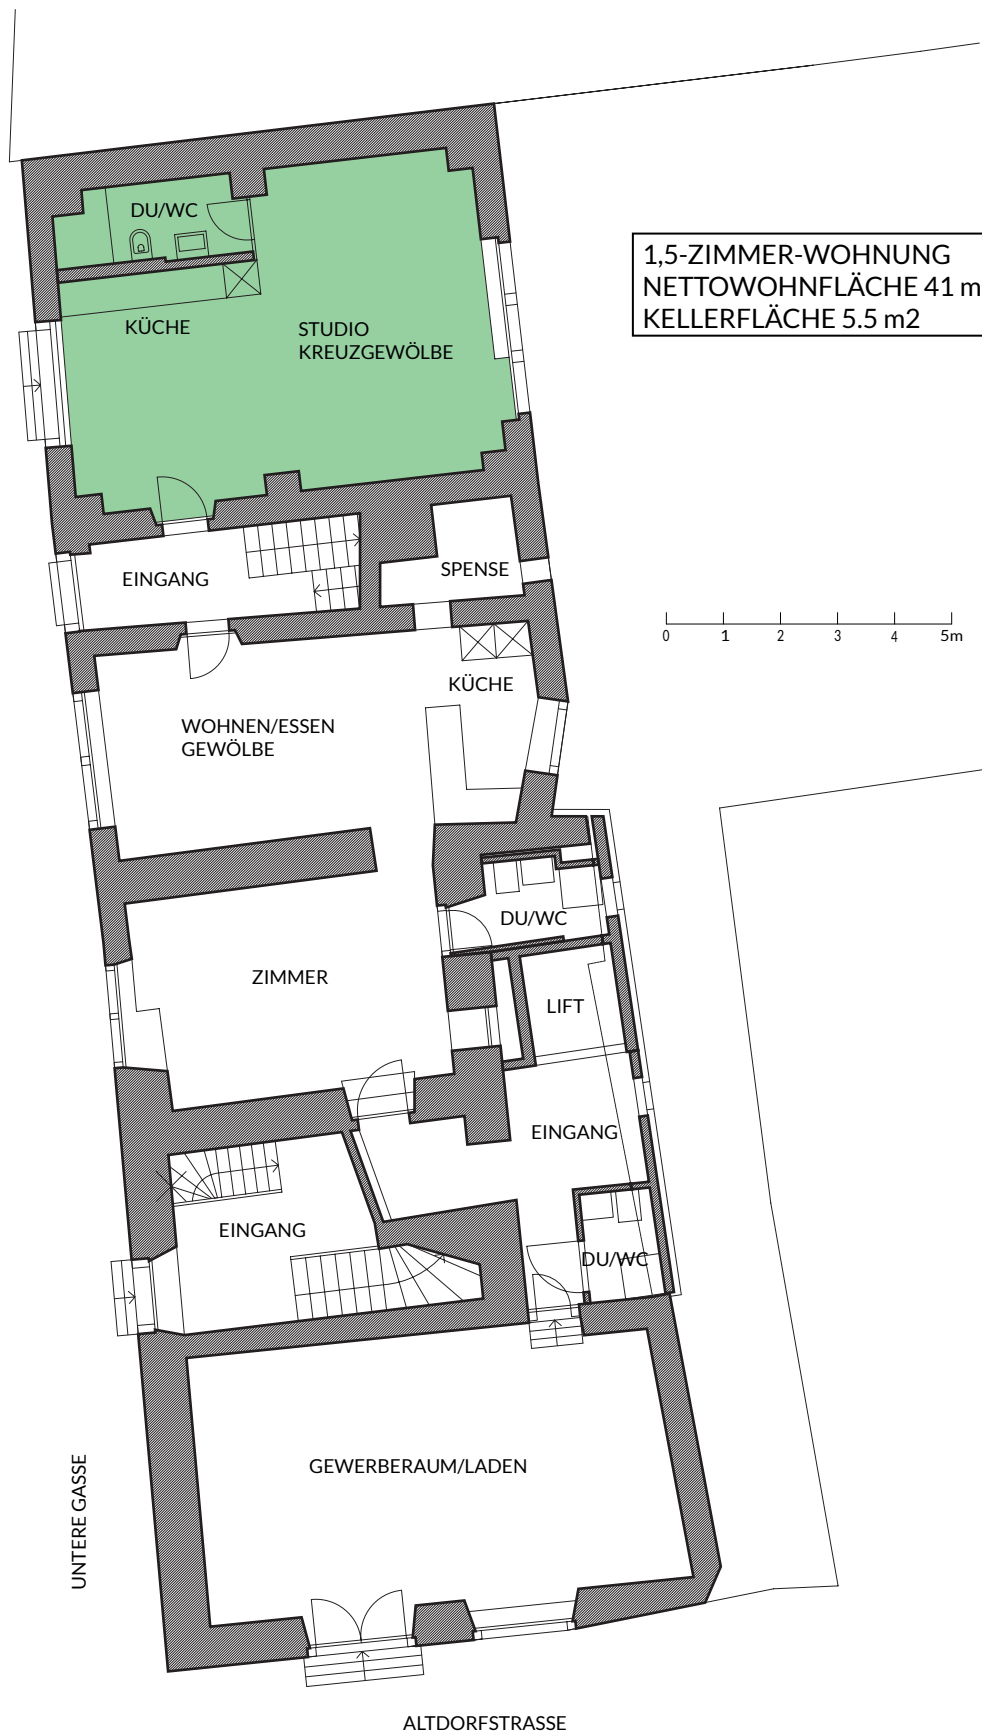 DU/WC
1,5-ZIMMER-WOHNUNG
NETTOWOHNFLÄCHE 41 m
KELLERFLÄCHE 5.5 m2
KÜCHE
STUDIO
KREUZGEWÖLBE
EINGANG
SPENSE
0 1 2 3 4 5m
KÜCHE
WOHNEN/ESSEN
GEWÖLBE
DU/WC
ZIMMER
LIFT
EINGANG
EINGANG
DU/WC
GEWERBERAUM/LADEN
UNTERE GASSE
ALTDORFSTRASSE